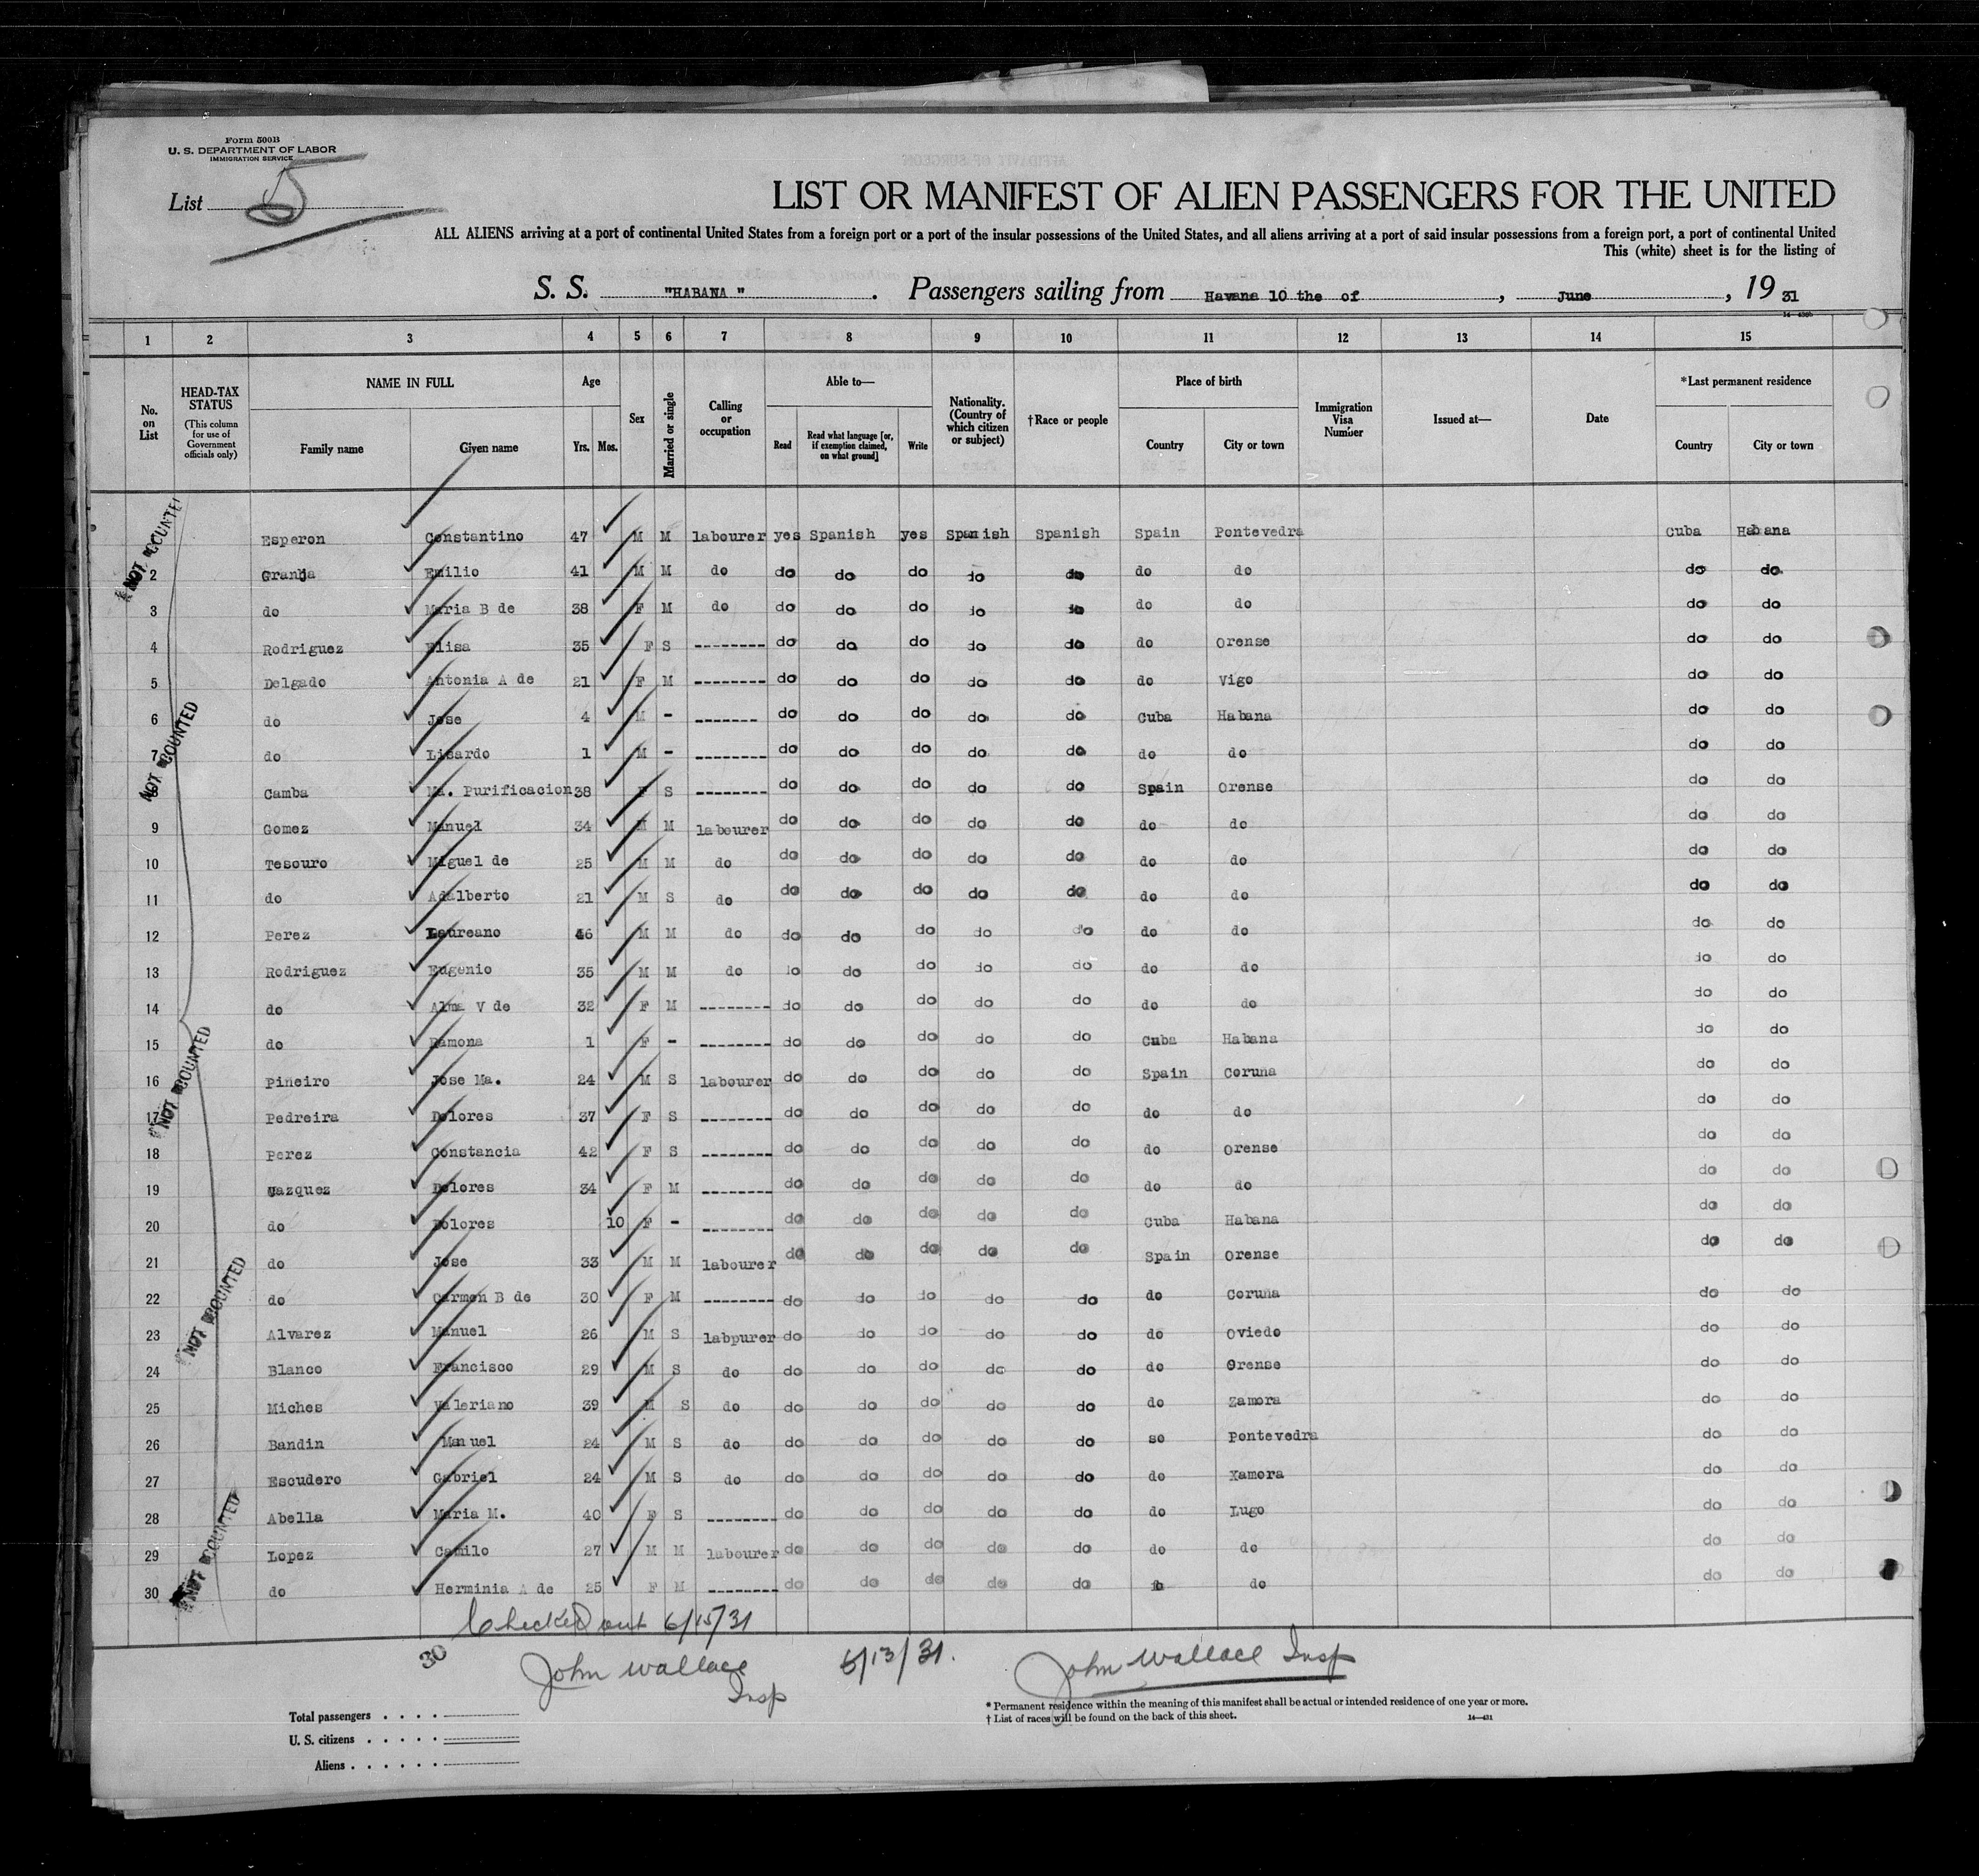 Form 500B
U. S. DEPARTMENT OF LABOR
IMMIGRATION SERVICE
List 5
LIST OR MANIFEST OF ALIEN PASSENGERS FOR THE UNITED
ALL ALIENS arriving at a port of continental United States from a foreign port or a port of the insular possessions of the United States, and all aliens arriving at a port of said insular possessions from a foreign port, a port of continental United
This (white) sheet is for the listing of
S. S. "HABANA" . Passengers sailing from Havana 10 the of , June , 19 31
1 2 3 4 5 6 7 8 9 10 11 12 13 14 15
No. on List
HEAD-TAX STATUS (This column for use of Government officials only)
NAME IN FULL Family name Given name
Age Yrs. Mos.
Sex
Married or single
Calling or occupation
Able to— Read Read what language [or, if exemption claimed, on what ground] Write
Nationality. (Country of which citizen or subject)
†Race or people
Place of birth Country City or town
Immigration Visa Number
Issued at—
Date
*Last permanent residence Country City or town
Esperon Constantino 47 M M labourer yes Spanish yes Spanish Spanish Spain Pontevedra Cuba Habana
2 Granja Emilio 41 M M do do do do do do do do do do
3 do Maria B de 38 F M do do do do do do do do do do
4 Rodriguez Elisa 35 F S -------- do do do do do do Orense do do
5 Delgado Antonia A de 21 F M -------- do do do do do do Vigo do do
6 do Jose 4 M - ------- do do do do do Cuba Habana do do
7 do Lisardo 1 M - -------- do do do do do do do do do
8 Camba Ma. Purificacion 38 F S -------- do do do do do Spain Orense do do
9 Gomez Manuel 34 M M labourer do do do do do do do do do
10 Tesouro Miguel de 25 M M do do do do do do do do do do
11 do Adalberto 21 M S do do do do do do do do do do
12 Perez Laureano 46 M M do do do do do do do do do do
13 Rodriguez Eugenio 35 M M do do do do do do do do do do
14 do Alma V de 32 F M -------- do do do do do do do do do
15 do Ramona 1 F - -------- do do do do do Cuba Habana do do
16 Pineiro Jose Ma. 24 M S labourer do do do do do Spain Coruña do do
17 Pedreira Dolores 37 F S -------- do do do do do do do do do
18 Perez Constancia 42 F S -------- do do do do do do Orense do do
19 Vazquez Dolores 34 F M -------- do do do do do do do do do
20 do Dolores 10 F - -------- do do do do do Cuba Habana do do
21 do Jose 33 M M labourer do do do do do Spain Orense do do
22 do Carmen B de 30 F M -------- do do do do do do Coruña do do
23 Alvarez Manuel 26 M S labpurer do do do do do do Oviedo do do
24 Blanco Francisco 29 M S do do do do do do do Orense do do
25 Miches Valeriano 39 M S do do do do do do do Zamora do do
26 Bandin Manuel 24 M S do do do do do do so Pontevedra do do
27 Escudero Gabriel 24 M S do do do do do do do Xamora do do
28 Abella Maria M. 40 F S -------- do do do do do do Lugo do do
29 Lopez Camilo 27 M M labourer do do do do do do do do do
30 do Herminia A de 25 F M -------- do do do do do do do do
NOT COUNTED
NOT COUNTED
NOT COUNTED
NOT COUNTED
NOT COUNTED
Checked out 6/15/31
30 John Wallace Insp 6/13/31. John Wallace Insp
*Permanent residence within the meaning of this manifest shall be actual or intended residence of one year or more.
†List of races will be found on the back of this sheet. 14—431
Total passengers . . . .
U. S. citizens . . . . .
Aliens . . . . . .